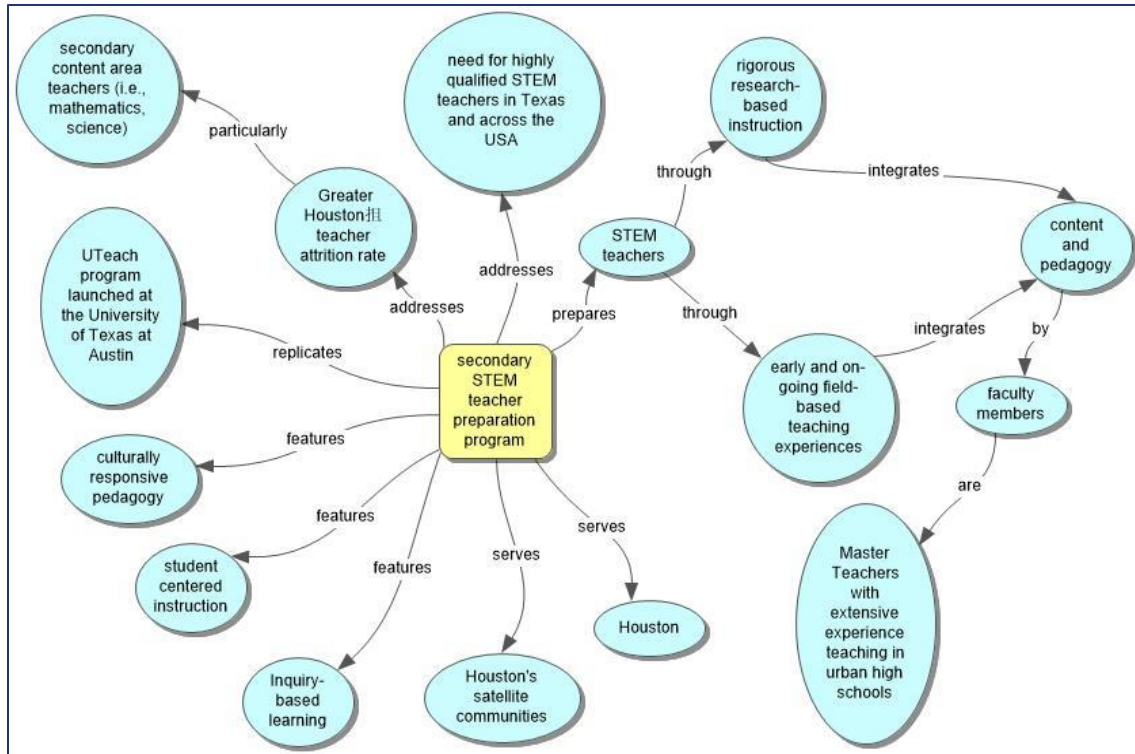 secondary
content area
teachers (i.e.,
mathematics,
science)
particularly
need for highly
qualified STEM
teachers in Texas
and across the
USA
rigorous
research-
based
instruction
integrates
through
Greater
Houston担
teacher
attrition rate
STEM
teachers
content
and
pedagogy
UTeach
program
launched at
the University
of Texas at
Austin
addresses
addresses
prepares
through
integrates
by
replicates
secondary
STEM
teacher
preparation
program
early and on-
going field-
based
teaching
experiences
faculty
members
features
culturally
responsive
pedagogy
are
features
student
centered
instruction
features
serves
serves
Master
Teachers
with
extensive
experience
teaching in
urban high
schools
Houston
Inquiry-
based
learning
Houston's
satellite
communities